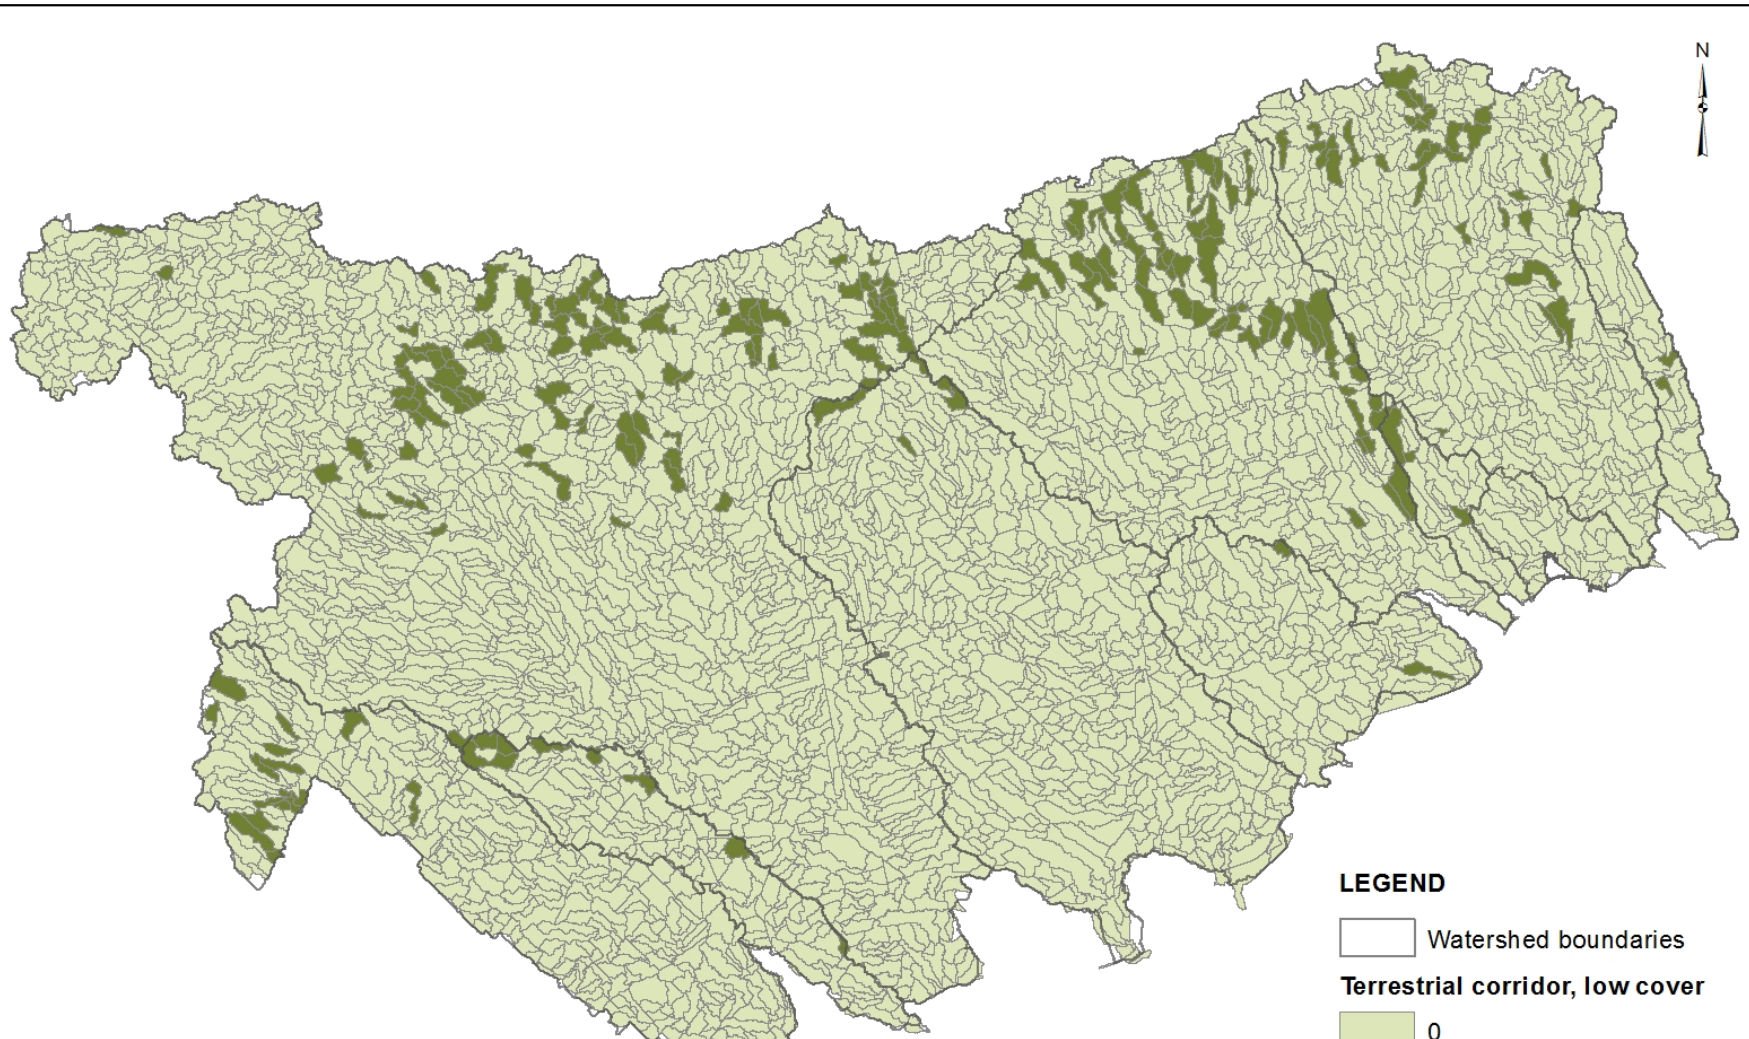 N
LEGEND
Watershed boundaries
Terrestrial corridor, low cover
0